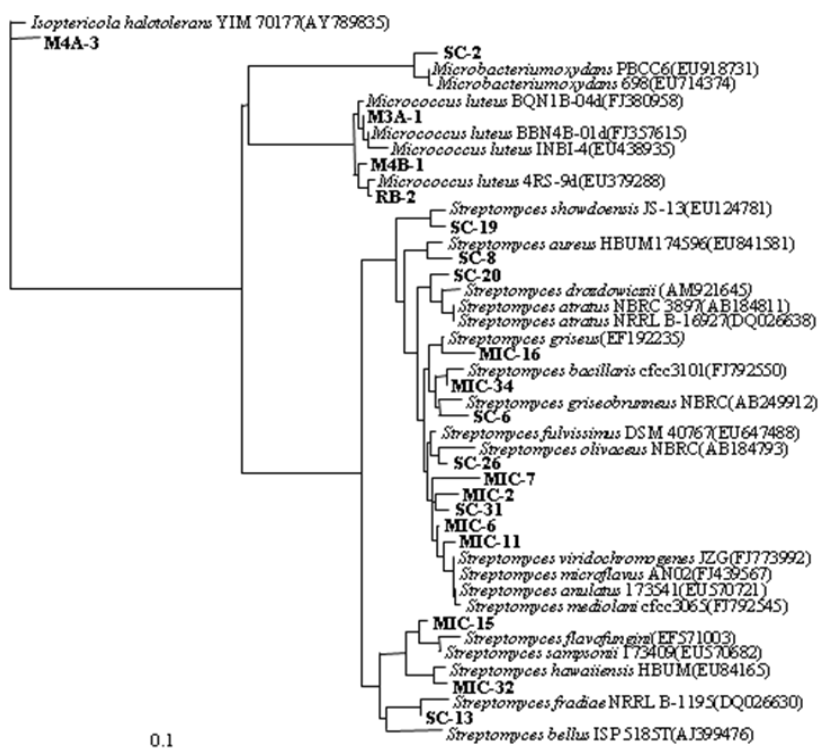 Isoptericola halotolerans YIM 70177(AY789835)
M4A-3
SC-2
Microbacteriumoxydans PBCC6(EU918731)
Microbacteriumoxydans 698(EU714374)
Micrococcus luteus BQN1B-04d(FJ380958)
M3A-1
Micrococcus luteus BBN4B-01d(FJ357615)
Micrococcus luteus INBI-4(EU438935)
M4B-1
Micrococcus luteus 4RS-9d(EU379288)
RB-2
Streptomyces showdoensis JS-13(EU124781)
SC-19
Streptomyces aureus HBUM174596(EU841581)
SC-8
SC-20
Streptomyces drozdowiczii (AM921645)
Streptomyces atratus NBRC 3897(AB184811)
Streptomyces atratus NRRL B-16927(DQ026638)
Streptomyces griseus(EF192235)
MIC-16
Streptomyces bacillaris cfcc3101(FJ792550)
MIC-34
Streptomyces griseobrunneus NBRC(AB249912)
SC-6
Streptomyces fulvissimus DSM 40767(EU647488)
Streptomyces olivaceus NBRC(AB184793)
SC-26
MIC-7
MIC-2
SC-31
MIC-6
MIC-11
Streptomyces viridochromogenes JZG(FJ773992)
Streptomyces microflavus AN02(FJ439567)
Streptomyces anulatus 173541(EU570721)
Streptomyces mediolani cfcc3065(FJ792545)
MIC-15
Streptomyces flavofungini(EF571003)
Streptomyces sampsonii 173409(EU570682)
Streptomyces hawaiiensis HBUM(EU84165)
MIC-32
Streptomyces fradiae NRRL B-1195(DQ026630)
SC-13
Streptomyces bellus ISP 5185T(AJ399476)
0.1